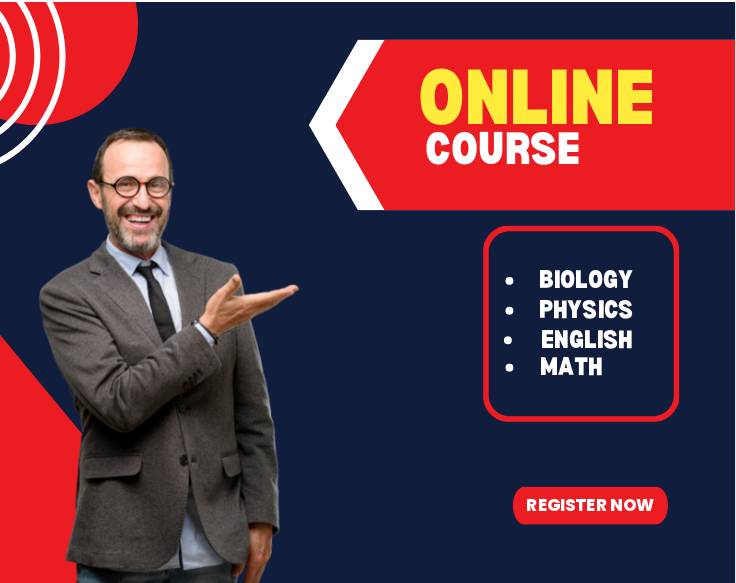 ONLINE
COURSE
• BIOLOGY
• PHYSICS
• ENGLISH
• MATH
REGISTER NOW